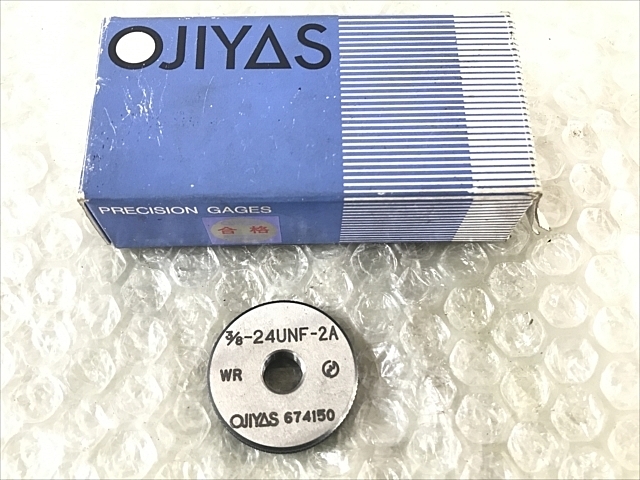 OJIYAS
PRECISION GAGES
合格
3/8-24UNF-2A
WR
OJIYAS 674150